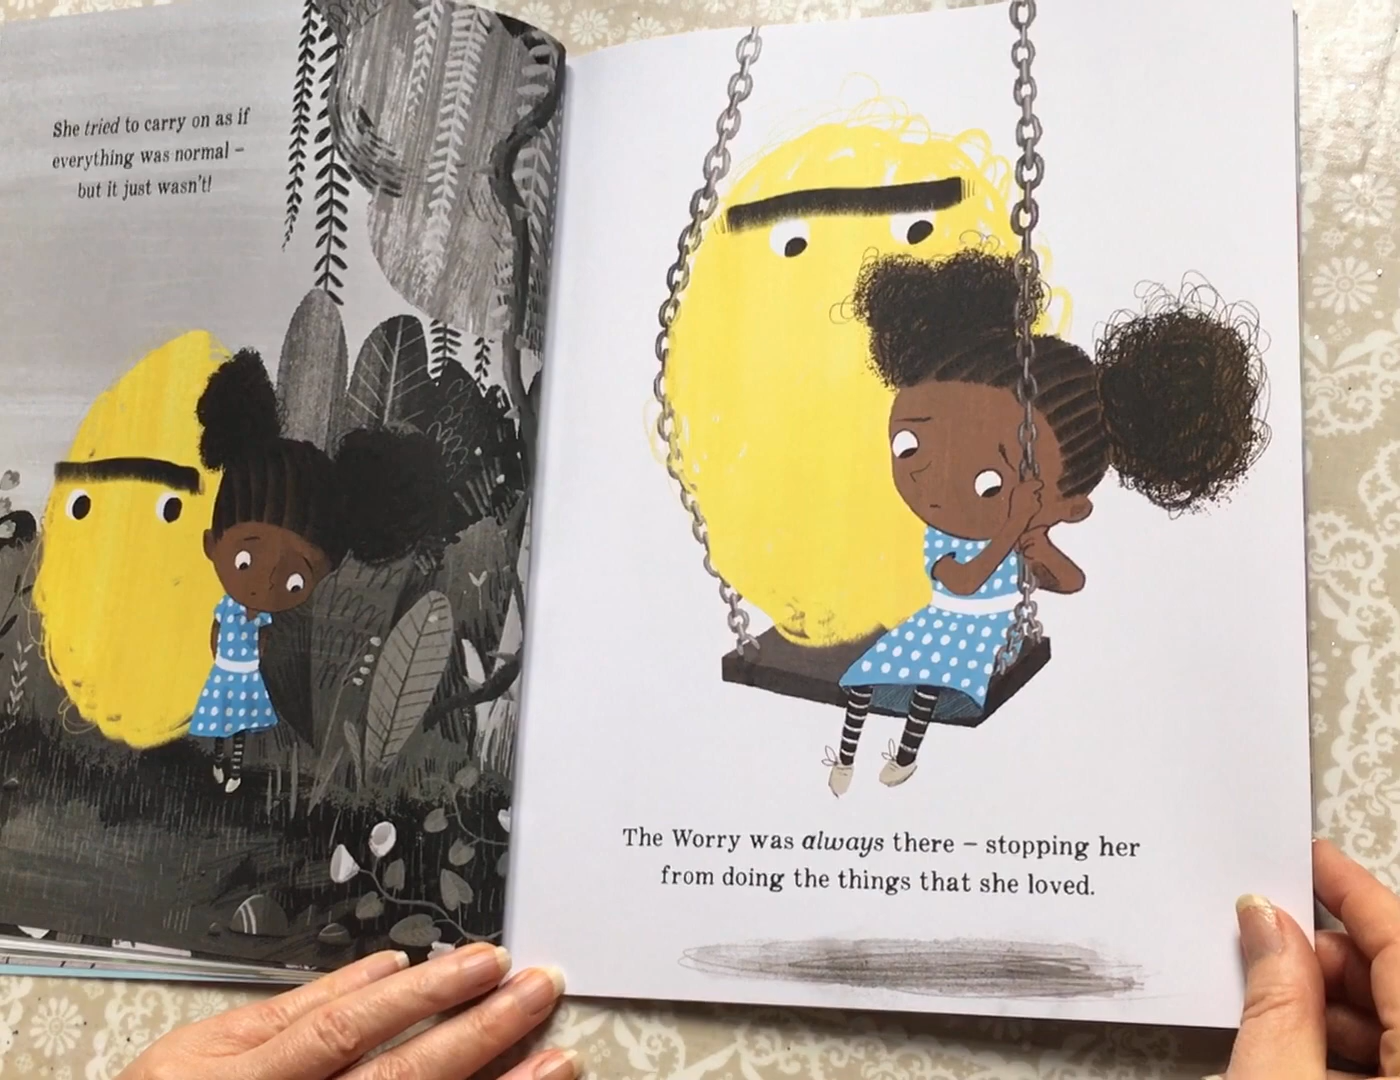 She tried to carry on as if
everything was normal –
but it just wasn't!
The Worry was always there – stopping her
from doing the things that she loved.